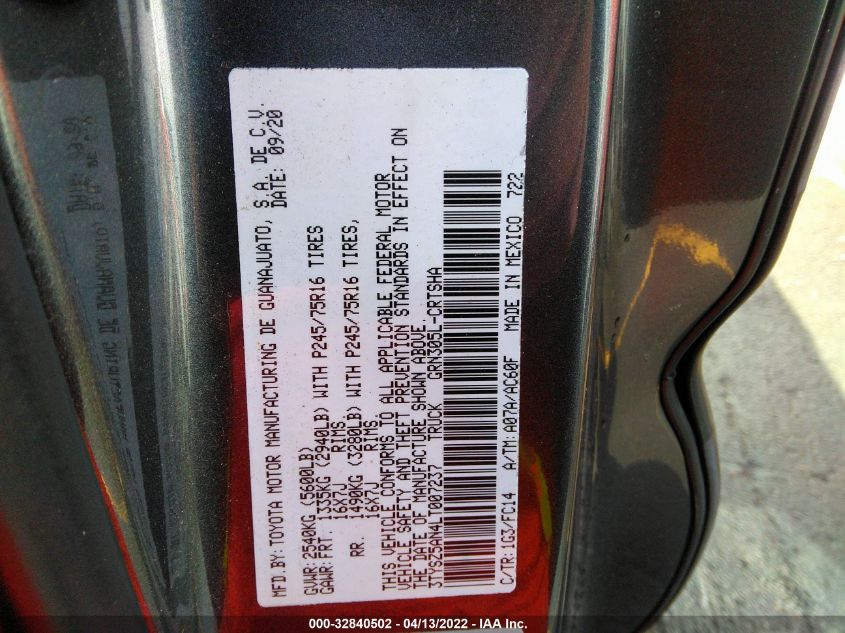 MFD.BY: TOYOTA MOTOR MANUFACTURING DE GUANAJUATO, S.A. DE C.V.
DATE: 09/20
GVWR: 2540KG (5600LB)
GAWR: FRT. 1335KG (2940LB) WITH P245/75R16 TIRES
16X7J RIMS.
RR. 1490KG (3280LB) WITH P245/75R16 TIRES,
16X7J RIMS.
THIS VEHICLE CONFORMS TO ALL APPLICABLE FEDERAL MOTOR
VEHICLE SAFETY AND THEFT PREVENTION STANDARDS IN EFFECT ON
THE DATE OF MANUFACTURE SHOWN ABOVE
3TYSZ5AN4LT007237 TRUCK GRN305L-CRTSHA
C/TR: 1G3/FC14 A/TM: A07A/AC60F MADE IN MEXICO 722
000-32840502 - 04/13/2022 - IAA Inc.